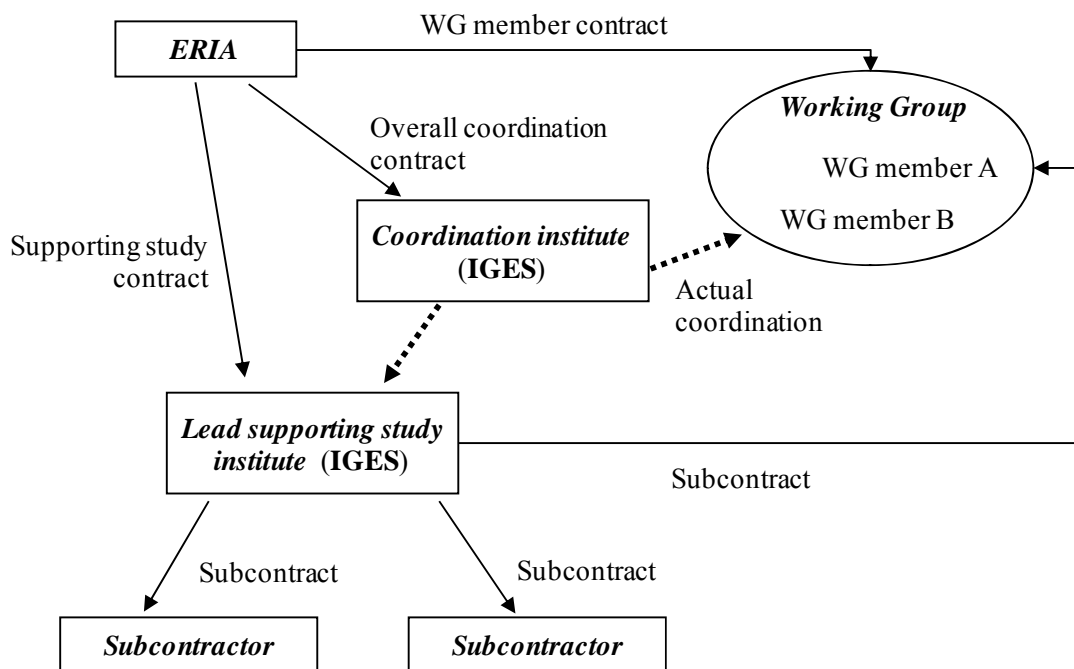 WG member contract
ERIA
Working Group
Overall coordination
contract
WG member A
WG member B
Coordination institute
(IGES)
Supporting study
contract
Actual
coordination
Lead supporting study
institute (IGES)
Subcontract
Subcontract
Subcontract
Subcontractor
Subcontractor